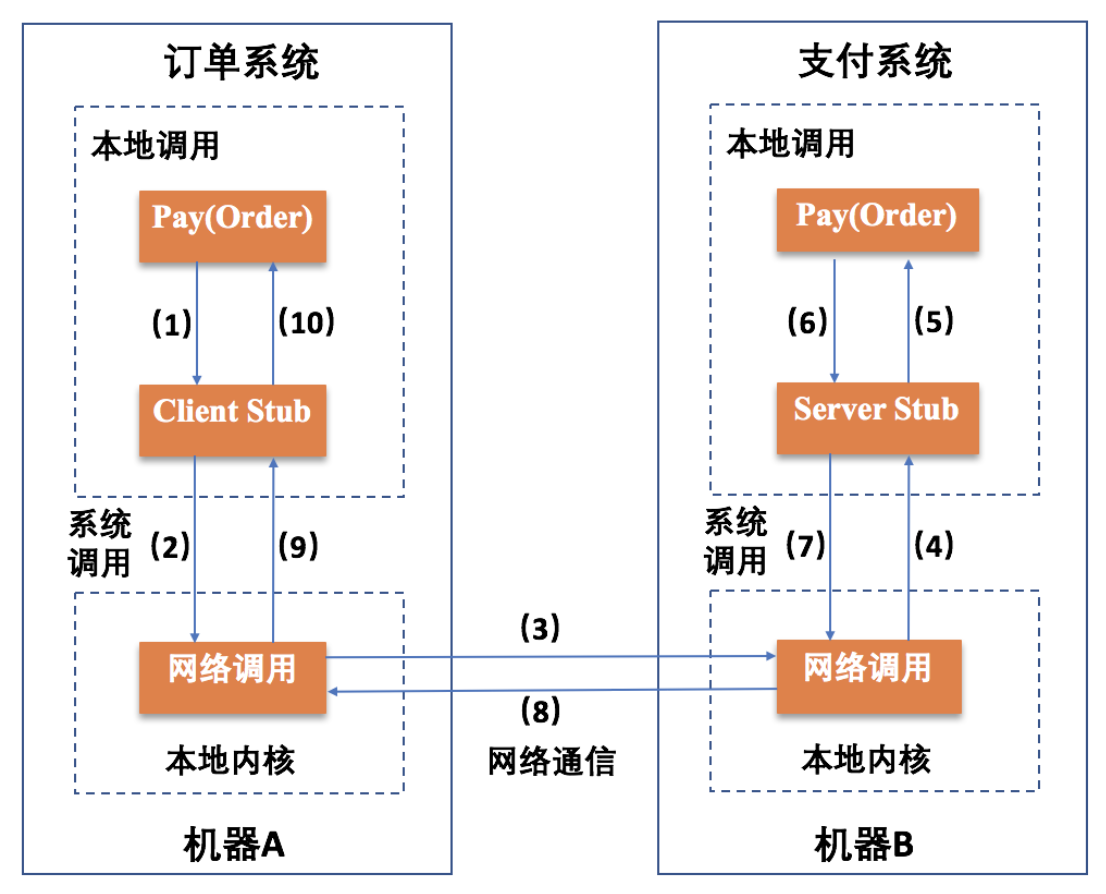 订单系统
本地调用
Pay(Order)
(1)
(10)
Client Stub
系统
调用
(2)
(9)
网络调用
本地内核
机器A
(3)
(8)
网络通信
支付系统
本地调用
Pay(Order)
(6)
(5)
Server Stub
系统
调用
(7)
(4)
网络调用
本地内核
机器B